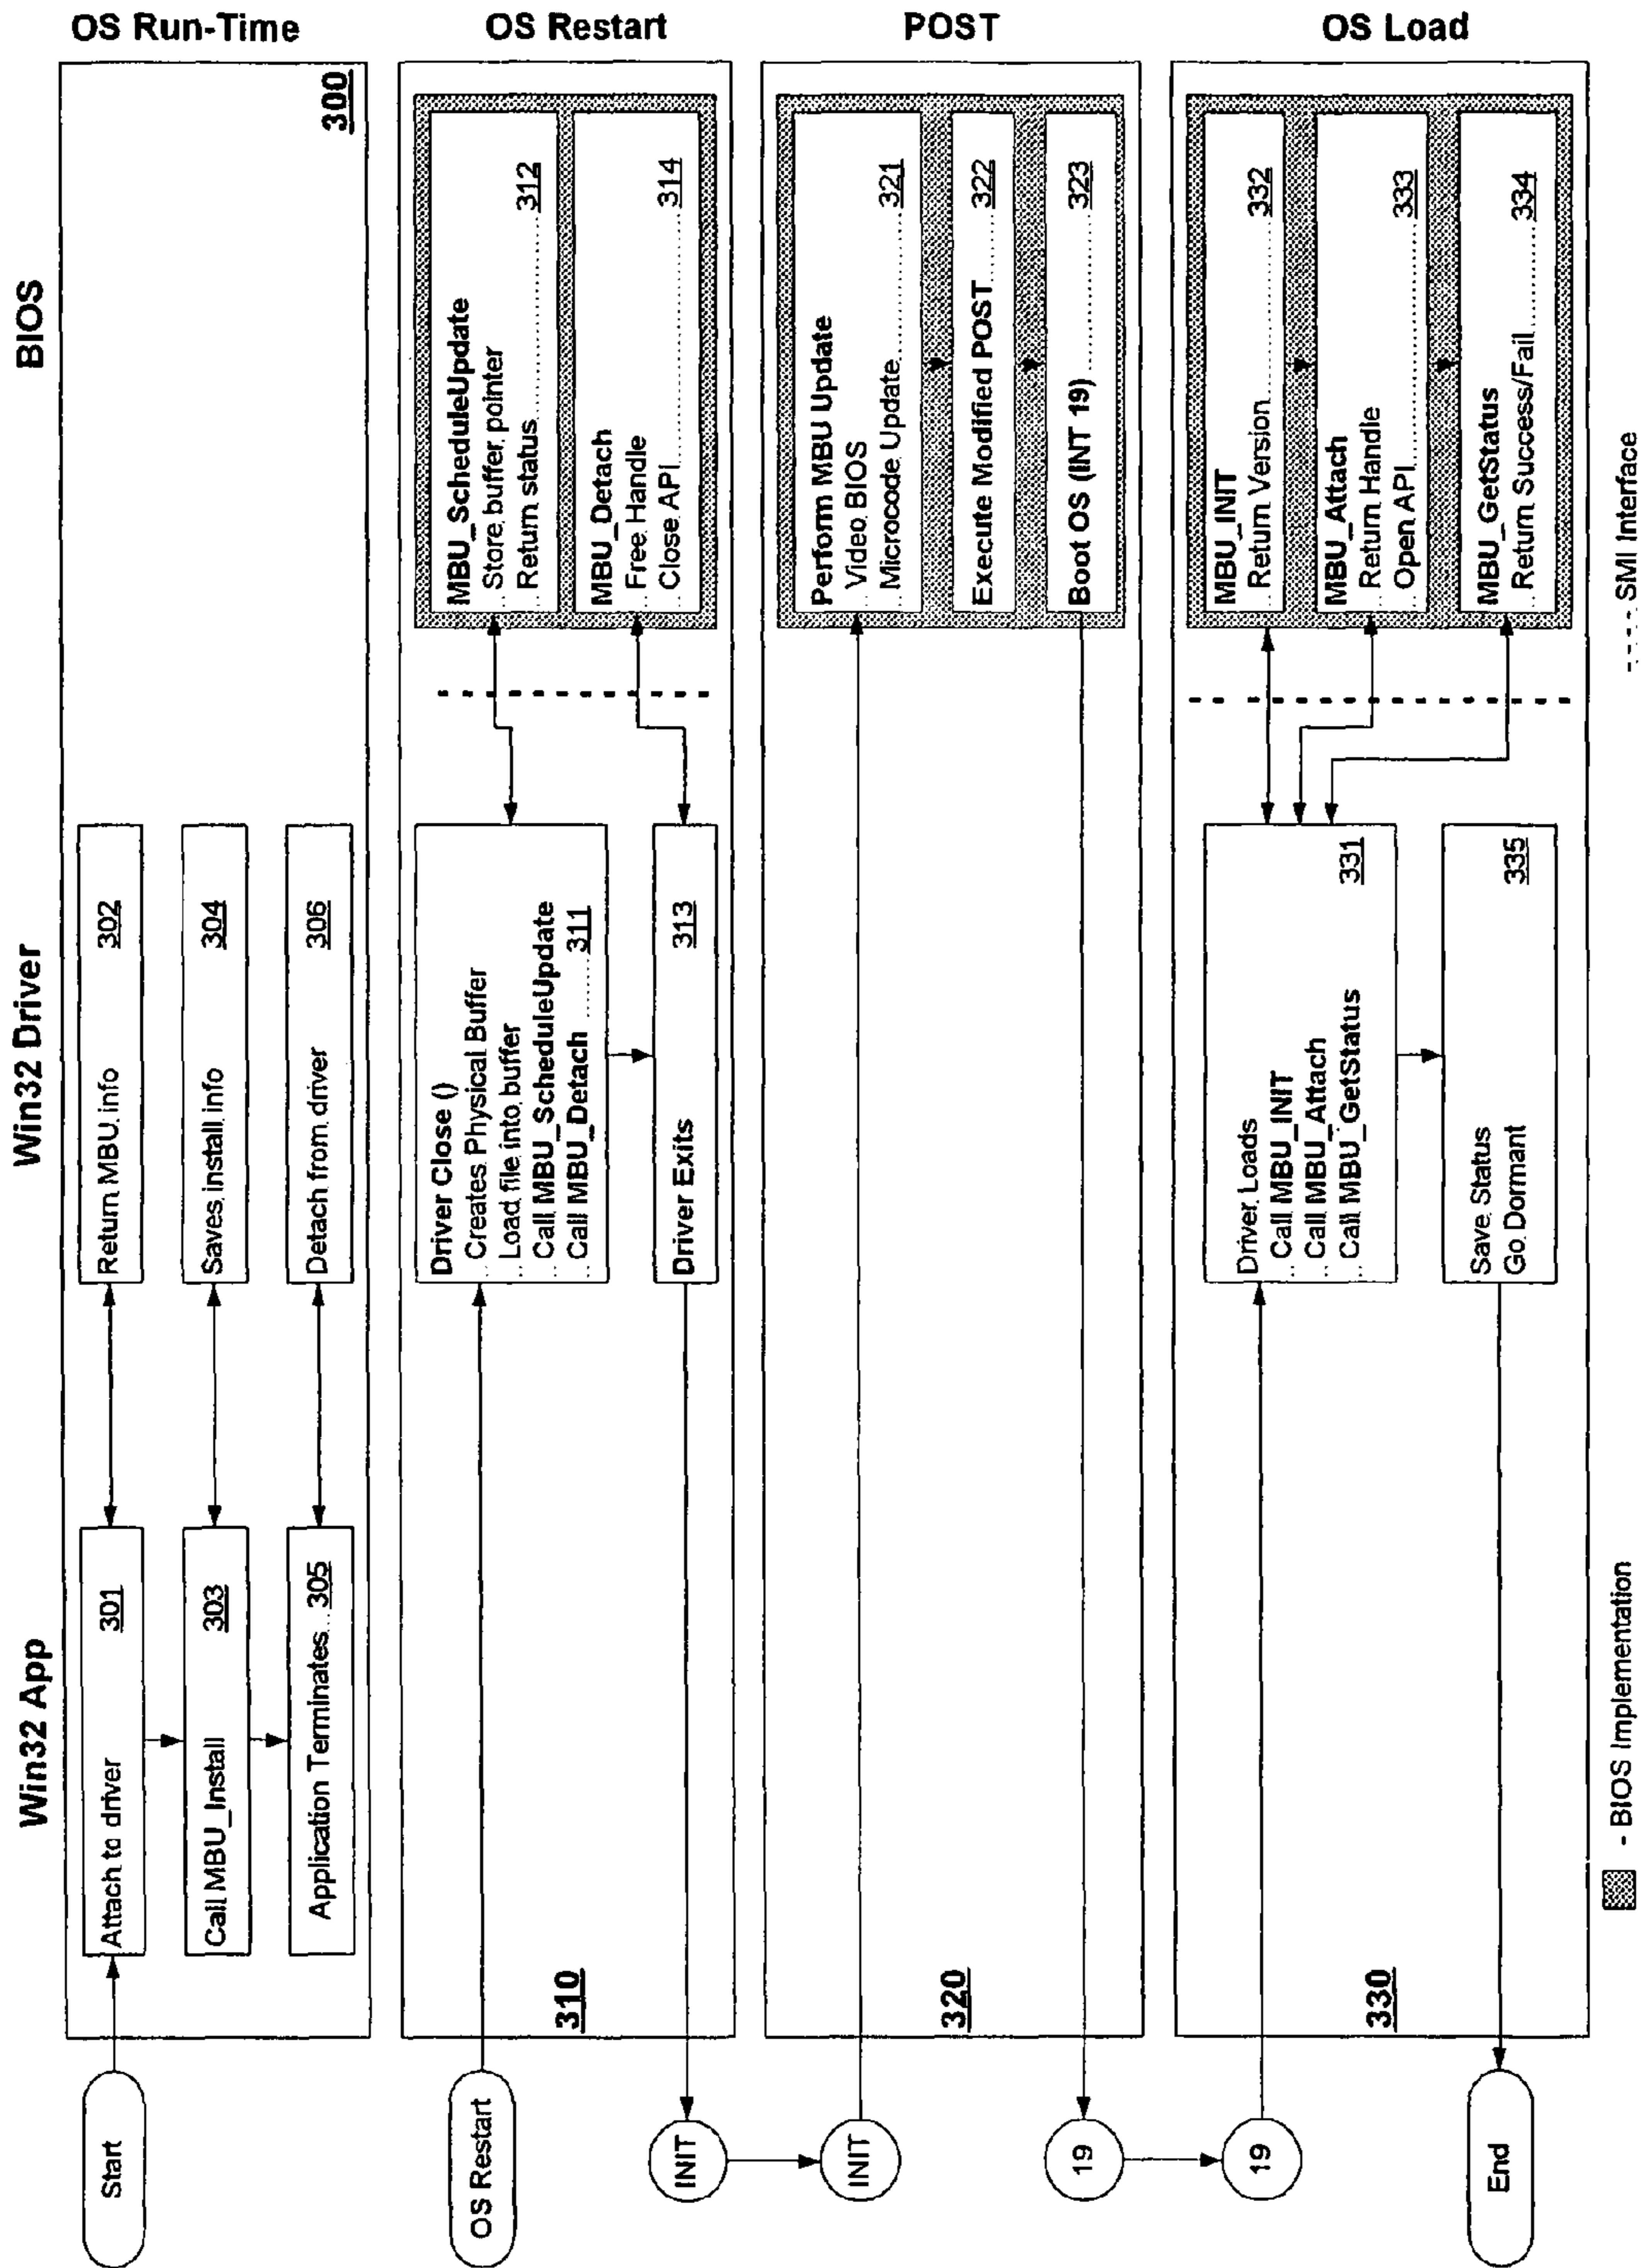 Win32 App
Win32 Driver
BIOS
OS Run-Time
300
Start
Attach to driver 301
Return MBU info 302
Call MBU_Install 303
Saves install info 304
Application Terminates 305
Detach from driver 306
OS Restart
310
OS Restart
Driver Close ()
Creates Physical Buffer
Load file into buffer
Call MBU_ScheduleUpdate
Call MBU_Detach 311
MBU_ScheduleUpdate
Store buffer pointer
Return status 312
Driver Exits 313
MBU_Detach
Free Handle
Close API 314
INIT
POST
320
INIT
Perform MBU Update
Video BIOS
Microcode Update 321
Execute Modified POST 322
Boot OS (INT 19) 323
19
OS Load
330
19
Driver Loads
Call MBU_INIT
Call MBU_Attach
Call MBU_GetStatus
331
MBU_INIT
Return Version 332
MBU_Attach
Return Handle
Open API 333
MBU_GetStatus
Return Success/Fail 334
Save Status
Go Dormant
335
End
- BIOS Implementation
- SMI Interface